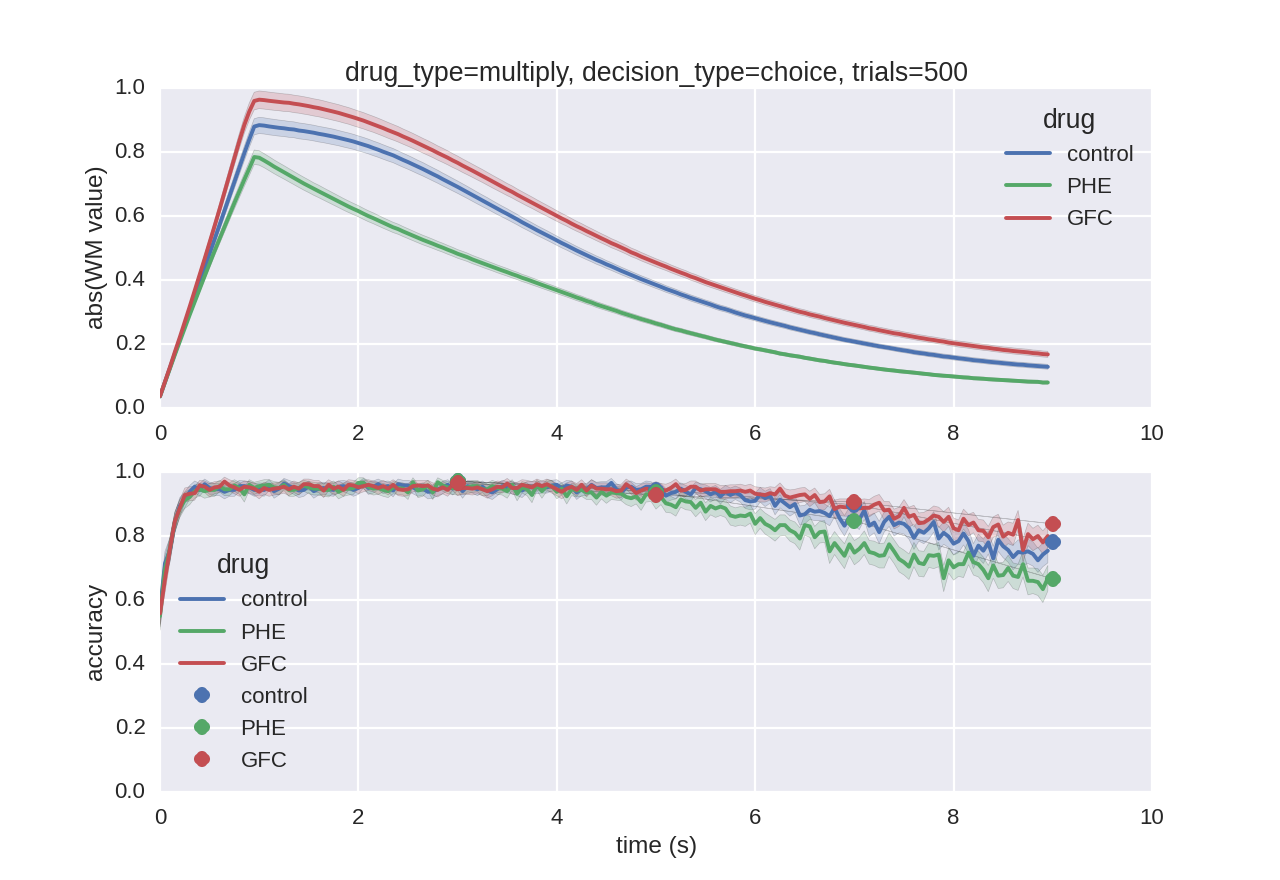 drug_type=multiply, decision_type=choice, trials=500
abs(WM value)
1.0
0.8
0.6
0.4
0.2
0.0
0 2 4 6 8 10
drug
control
PHE
GFC
accuracy
1.0
0.8
0.6
0.4
0.2
0.0
drug
control
PHE
GFC
control
PHE
GFC
0 2 4 6 8 10
time (s)